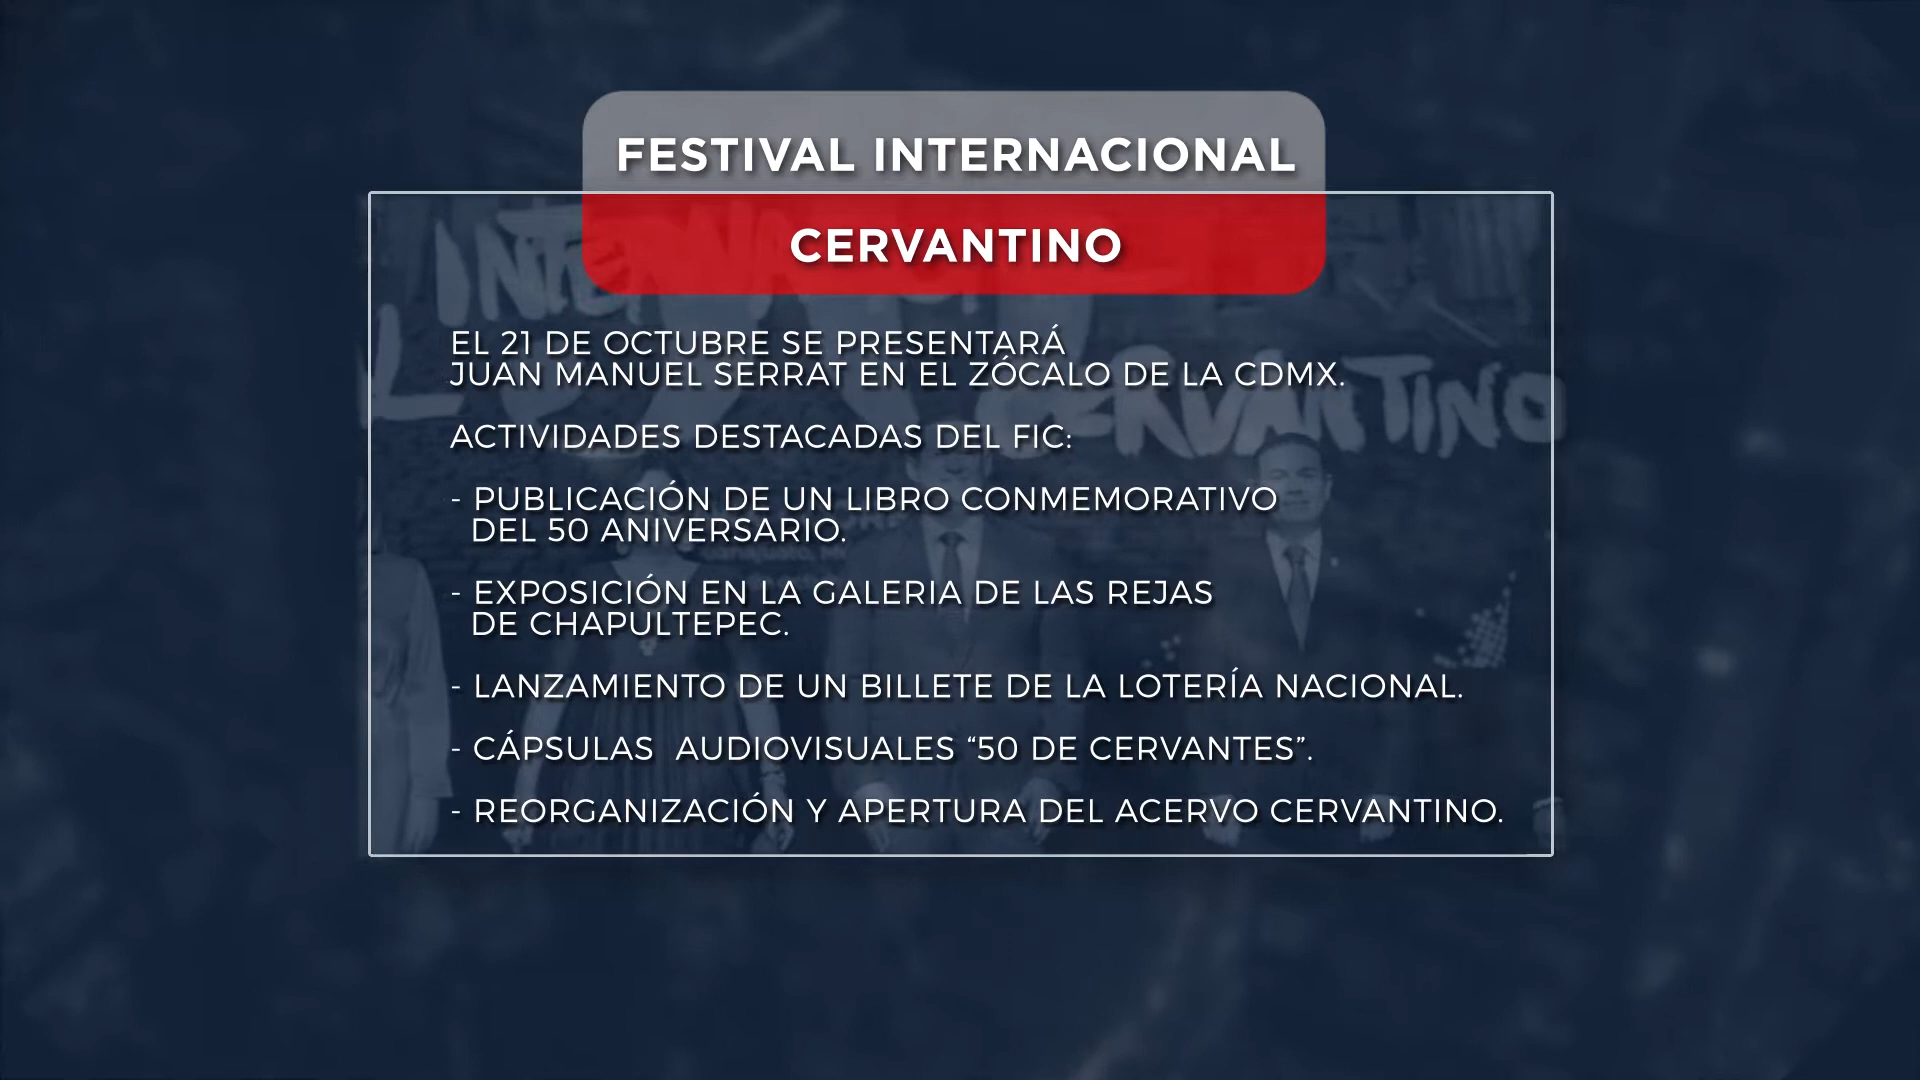 FESTIVAL INTERNACIONAL
CERVANTINO
INTERNA
CERVANTINO
EL 21 DE OCTUBRE SE PRESENTARÁ
JUAN MANUEL SERRAT EN EL ZÓCALO DE LA CDMX.
ACTIVIDADES DESTACADAS DEL FIC:
- PUBLICACIÓN DE UN LIBRO CONMEMORATIVO
DEL 50 ANIVERSARIO.
- EXPOSICIÓN EN LA GALERIA DE LAS REJAS
DE CHAPULTEPEC.
- LANZAMIENTO DE UN BILLETE DE LA LOTERÍA NACIONAL.
- CÁPSULAS  AUDIOVISUALES “50 DE CERVANTES”.
- REORGANIZACIÓN Y APERTURA DEL ACERVO CERVANTINO.